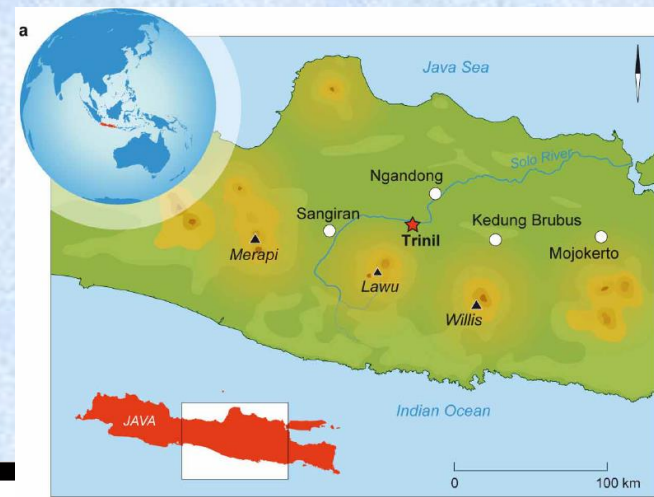 a
Java Sea
Solo River
Ngandong
Sangiran
Trinil
Kedung Brubus
Mojokerto
Merapi
Lawu
Willis
JAVA
Indian Ocean
0 100 km